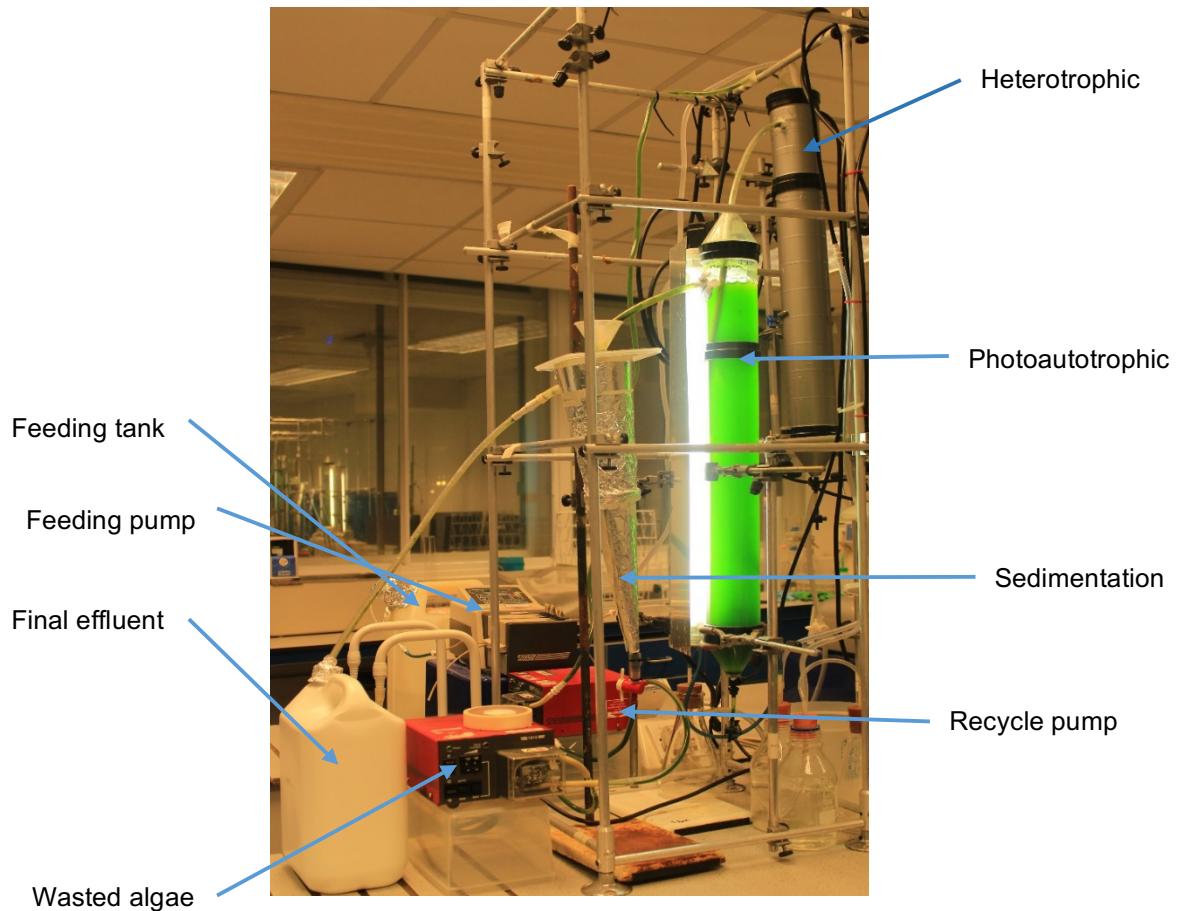 Heterotrophic
Photoautotrophic
Feeding tank
Feeding pump
Final effluent
Sedimentation
Recycle pump
Wasted algae